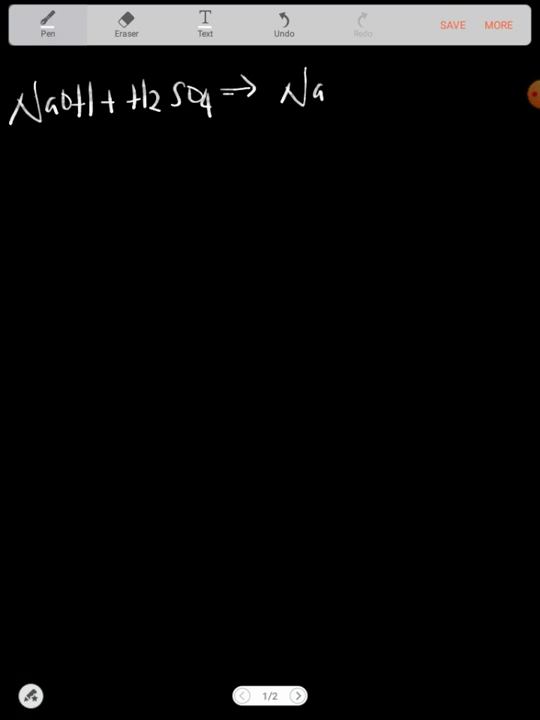 Pen Eraser Text Undo Redo SAVE MORE
NaOH + H2SO4 => Na
1/2